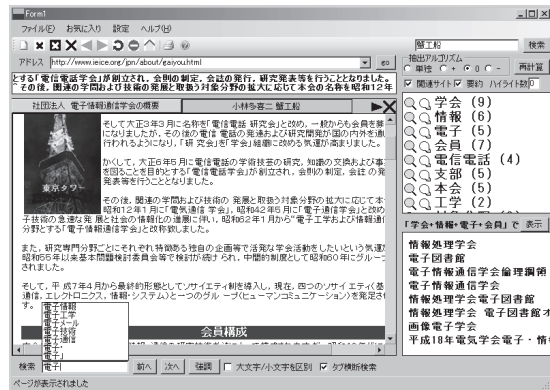 Form1
ファイル(F) お気に入り 設定 ヘルプ(H)
蟹工船 検索
アドレス http://www.ieice.org/jpn/about/gaiyou.html go
抽出アルゴリズム
単独 + 0 - 再計算
関連サイト 要約 ハイライト数 0
とする「電信電話学会」が創立され, 会則の制定, 会誌の発行, 研究発表等を行うこととなりました。
その後, 関連の学問および技術の発展と取扱う対象分野の拡大に応じて本会の名称を昭和12年
社団法人 電子情報通信学会の概要 小林多喜二 蟹工船
東京タワー
そして大正3年3月に名称を「電信電話 研究会」と改め, 一般からも会員を募
になりましたが, その後の電信 電話の発達および研究開発が国の内外を通
行われるようになり, 「研 究会」を「学会」組織に改める気運が高まりました。
かくして, 大正6年5月に電信電話の学術技芸の研究, 知識の交換および事
を図ることを目的とする「電信電話学会」が創立され, 会則の制定, 会誌 の発
発表等を行うこととなりました。
その後, 関連の学問および技術の 発展と取扱う対象分野の拡大に応じて本
昭和12年1月に「電気通信 学会」, 昭和42年5月に「電子通信学会」と改め
子技術の急速な発 展と社会の情報化の進展に伴い, 昭和62年1月から"電子工学および情報通
分野とする「電子情報通信学会」と改称致しました。
また, 研究専門分野ごとにそれぞれ特徴ある独自の企画等で活発な学会活動をしたいという気運
昭和55年以来基本問題検討委員会等で検討が続け られ, 中間的制度として昭和60年にグループ
されました。
そして, 平成7年4月から最終的形態としてソサイエティ制を導入し, 現在, 四つのソサイ エティ(基
通信, エレクトロニクス, 情報・システム)と一つのグループ(ヒューマンコミュニケーション)を発足さ
す。
電子情報
電子工学
電子メール
電子技術
電子通信
電子
電子」
会員構成
検索 電子 前へ 次へ 強調 大文字/小文字を区別 タブ横断検索
ページが表示されました
学会 (9)
情報 (6)
電子 (5)
会員 (7)
電信電話 (4)
支部 (5)
本会 (5)
工学 (2)
「学会+情報+電子+会員」で 表示
情報処理学会
電子図書館
電子情報通信学会倫理綱領
電子情報通信学会
情報処理学会電子図書館
情報処理学会 電子図書館オ
画像電子学会
平成18年電気学会電子・情報